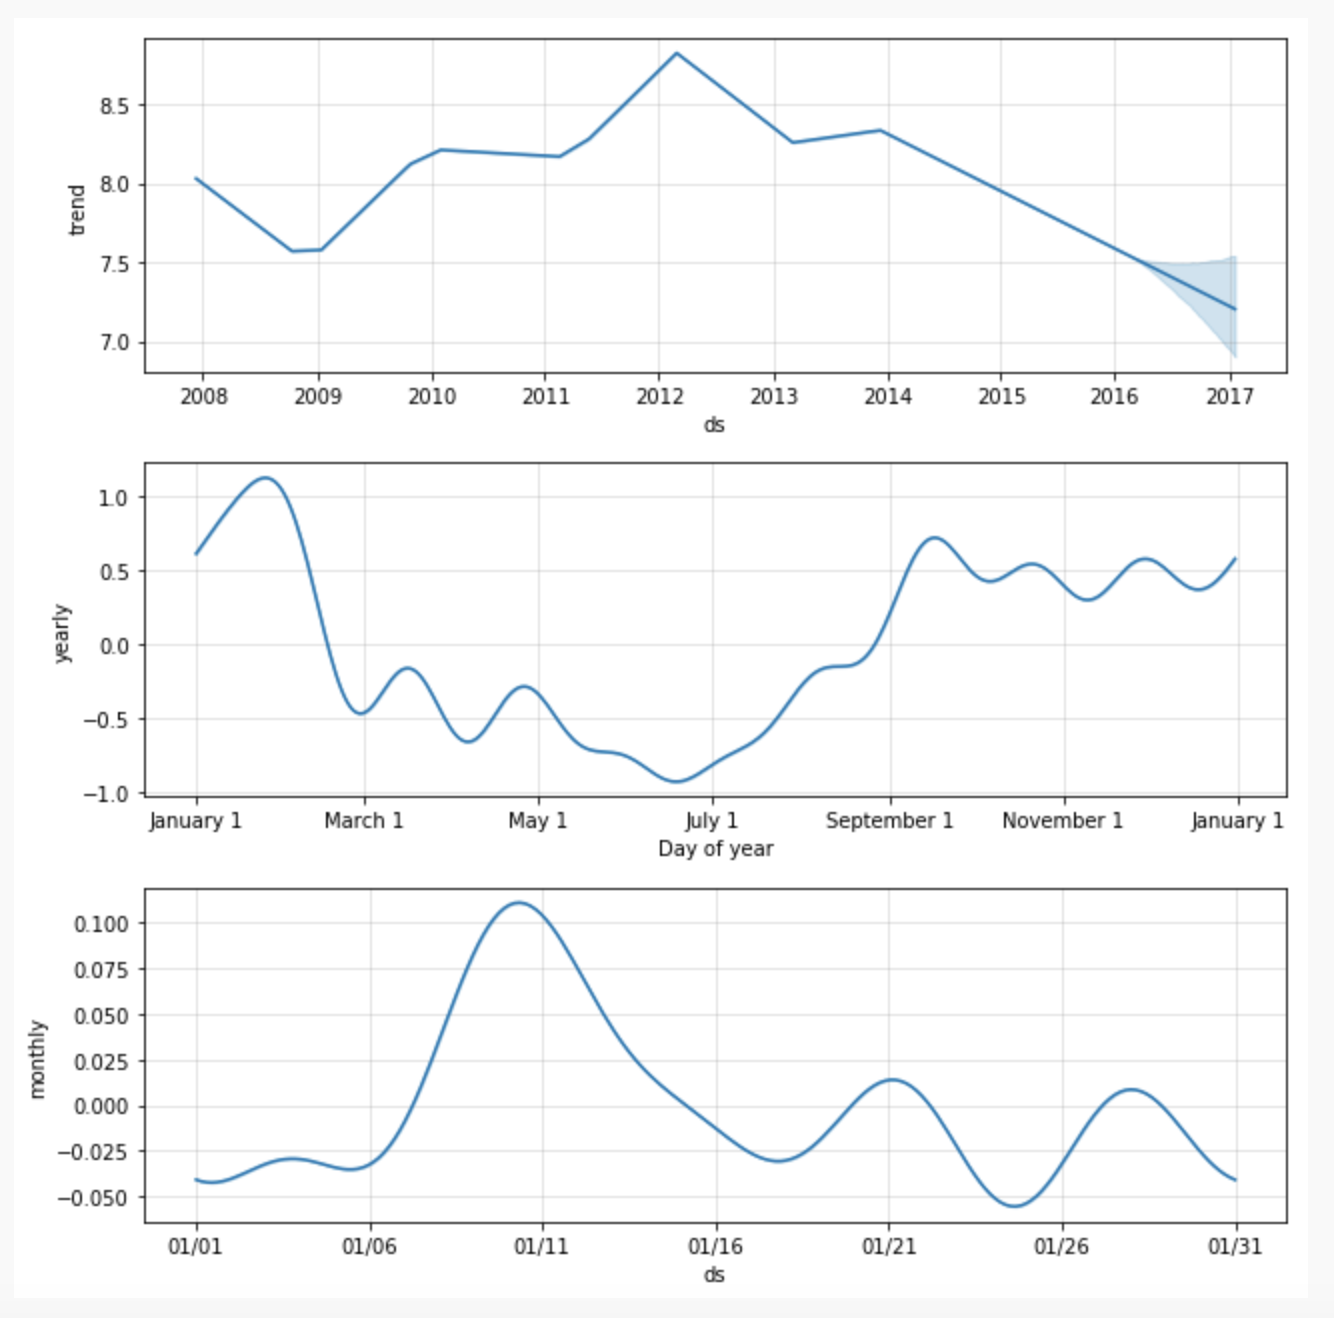 8.5
8.0
7.5
7.0
trend
2008 2009 2010 2011 2012 2013 2014 2015 2016 2017
ds
1.0
0.5
0.0
−0.5
−1.0
yearly
January 1 March 1 May 1 July 1 September 1 November 1 January 1
Day of year
0.100
0.075
0.050
0.025
0.000
−0.025
−0.050
monthly
01/01 01/06 01/11 01/16 01/21 01/26 01/31
ds